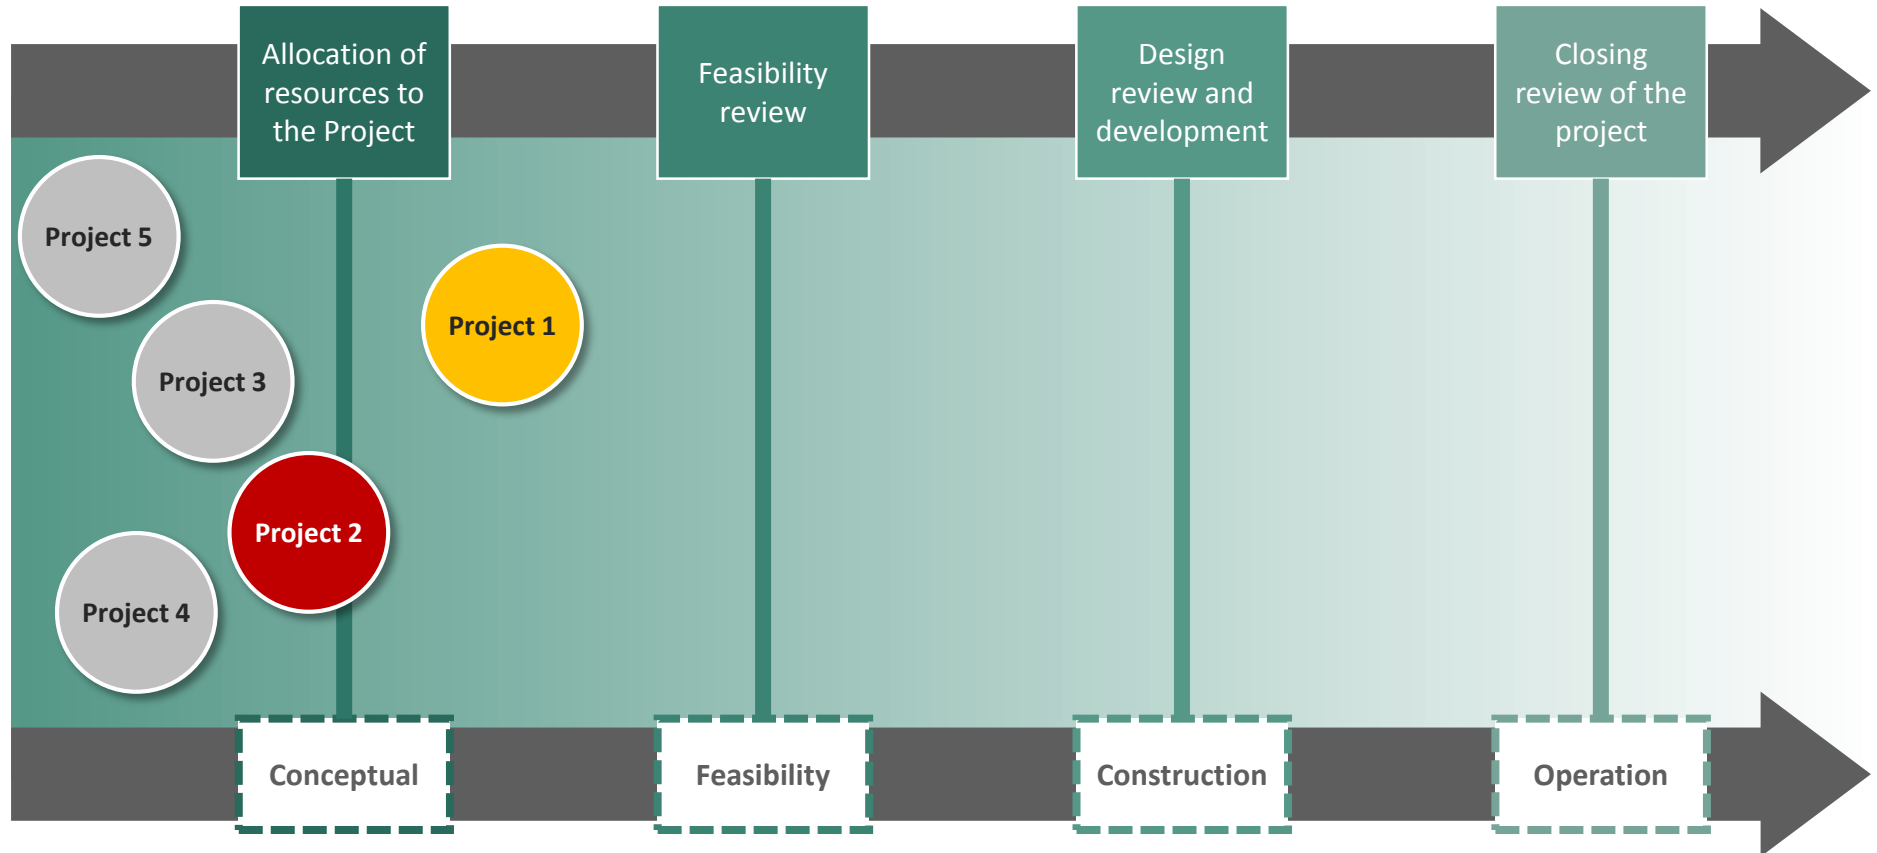 Allocation of
resources to
the Project
Feasibility
review
Design
review and
development
Closing
review of the
project
Project 5
Project 1
Project 3
Project 2
Project 4
Conceptual
Feasibility
Construction
Operation